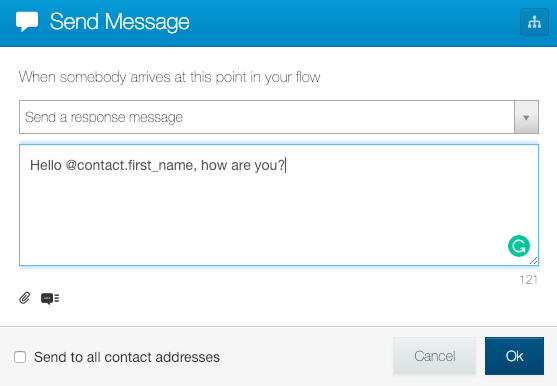 Send Message
When somebody arrives at this point in your flow
Send a response message
Hello @contact.first_name, how are you?
121
Send to all contact addresses
Cancel
Ok